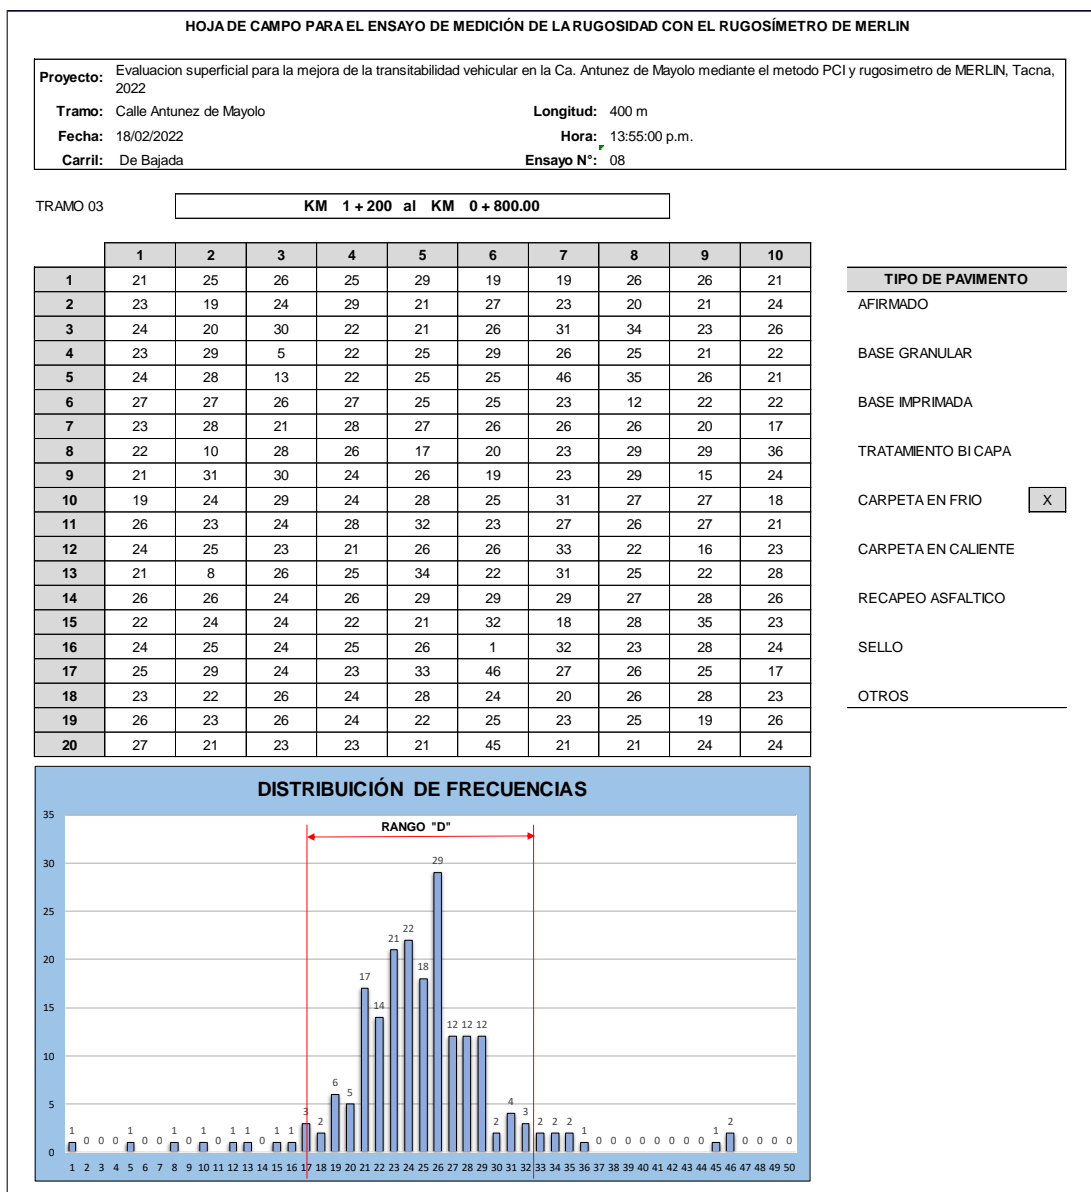 HOJA DE CAMPO PARA EL ENSAYO DE MEDICIÓN DE LA RUGOSIDAD CON EL RUGOSÍMETRO DE MERLIN
Proyecto: Evaluacion superficial para la mejora de la transitabilidad vehicular en la Ca. Antunez de Mayolo mediante el metodo PCI y rugosimetro de MERLIN, Tacna,
2022
Tramo: Calle Antunez de Mayolo Longitud: 400 m
Fecha: 18/02/2022 Hora: 13:55:00 p.m.
Carril: De Bajada Ensayo N°: 08
TRAMO 03 KM 1 + 200 al KM 0 + 800.00
1 2 3 4 5 6 7 8 9 10
1 21 25 26 25 29 19 19 26 26 21
2 23 19 24 29 21 27 23 20 21 24
3 24 20 30 22 21 26 31 34 23 26
4 23 29 5 22 25 29 26 25 21 22
5 24 28 13 22 25 25 46 35 26 21
6 27 27 26 27 25 25 23 12 22 22
7 23 28 21 28 27 26 26 26 20 17
8 22 10 28 26 17 20 23 29 29 36
9 21 31 30 24 26 19 23 29 15 24
10 19 24 29 24 28 25 31 27 27 18
11 26 23 24 28 32 23 27 26 27 21
12 24 25 23 21 26 26 33 22 16 23
13 21 8 26 25 34 22 31 25 22 28
14 26 26 24 26 29 29 29 27 28 26
15 22 24 24 22 21 32 18 28 35 23
16 24 25 24 25 26 1 32 23 28 24
17 25 29 24 23 33 46 27 26 25 17
18 23 22 26 24 28 24 20 26 28 23
19 26 23 26 24 22 25 23 25 19 26
20 27 21 23 23 21 45 21 21 24 24
TIPO DE PAVIMENTO
AFIRMADO
BASE GRANULAR
BASE IMPRIMADA
TRATAMIENTO BI CAPA
CARPETA EN FRIO X
CARPETA EN CALIENTE
RECAPEO ASFALTICO
SELLO
OTROS
DISTRIBUICIÓN DE FRECUENCIAS
RANGO "D"
35
30
25
20
15
10
5
0
1 0 0 0 1 0 0 1 0 1 0 1 1 0 1 1 3 2 6 5 17 14 21 22 18 29 12 12 12 2 4 3 2 2 2 1 0 0 0 0 0 0 0 0 1 2 0 0 0 0
1 2 3 4 5 6 7 8 9 10 11 12 13 14 15 16 17 18 19 20 21 22 23 24 25 26 27 28 29 30 31 32 33 34 35 36 37 38 39 40 41 42 43 44 45 46 47 48 49 50